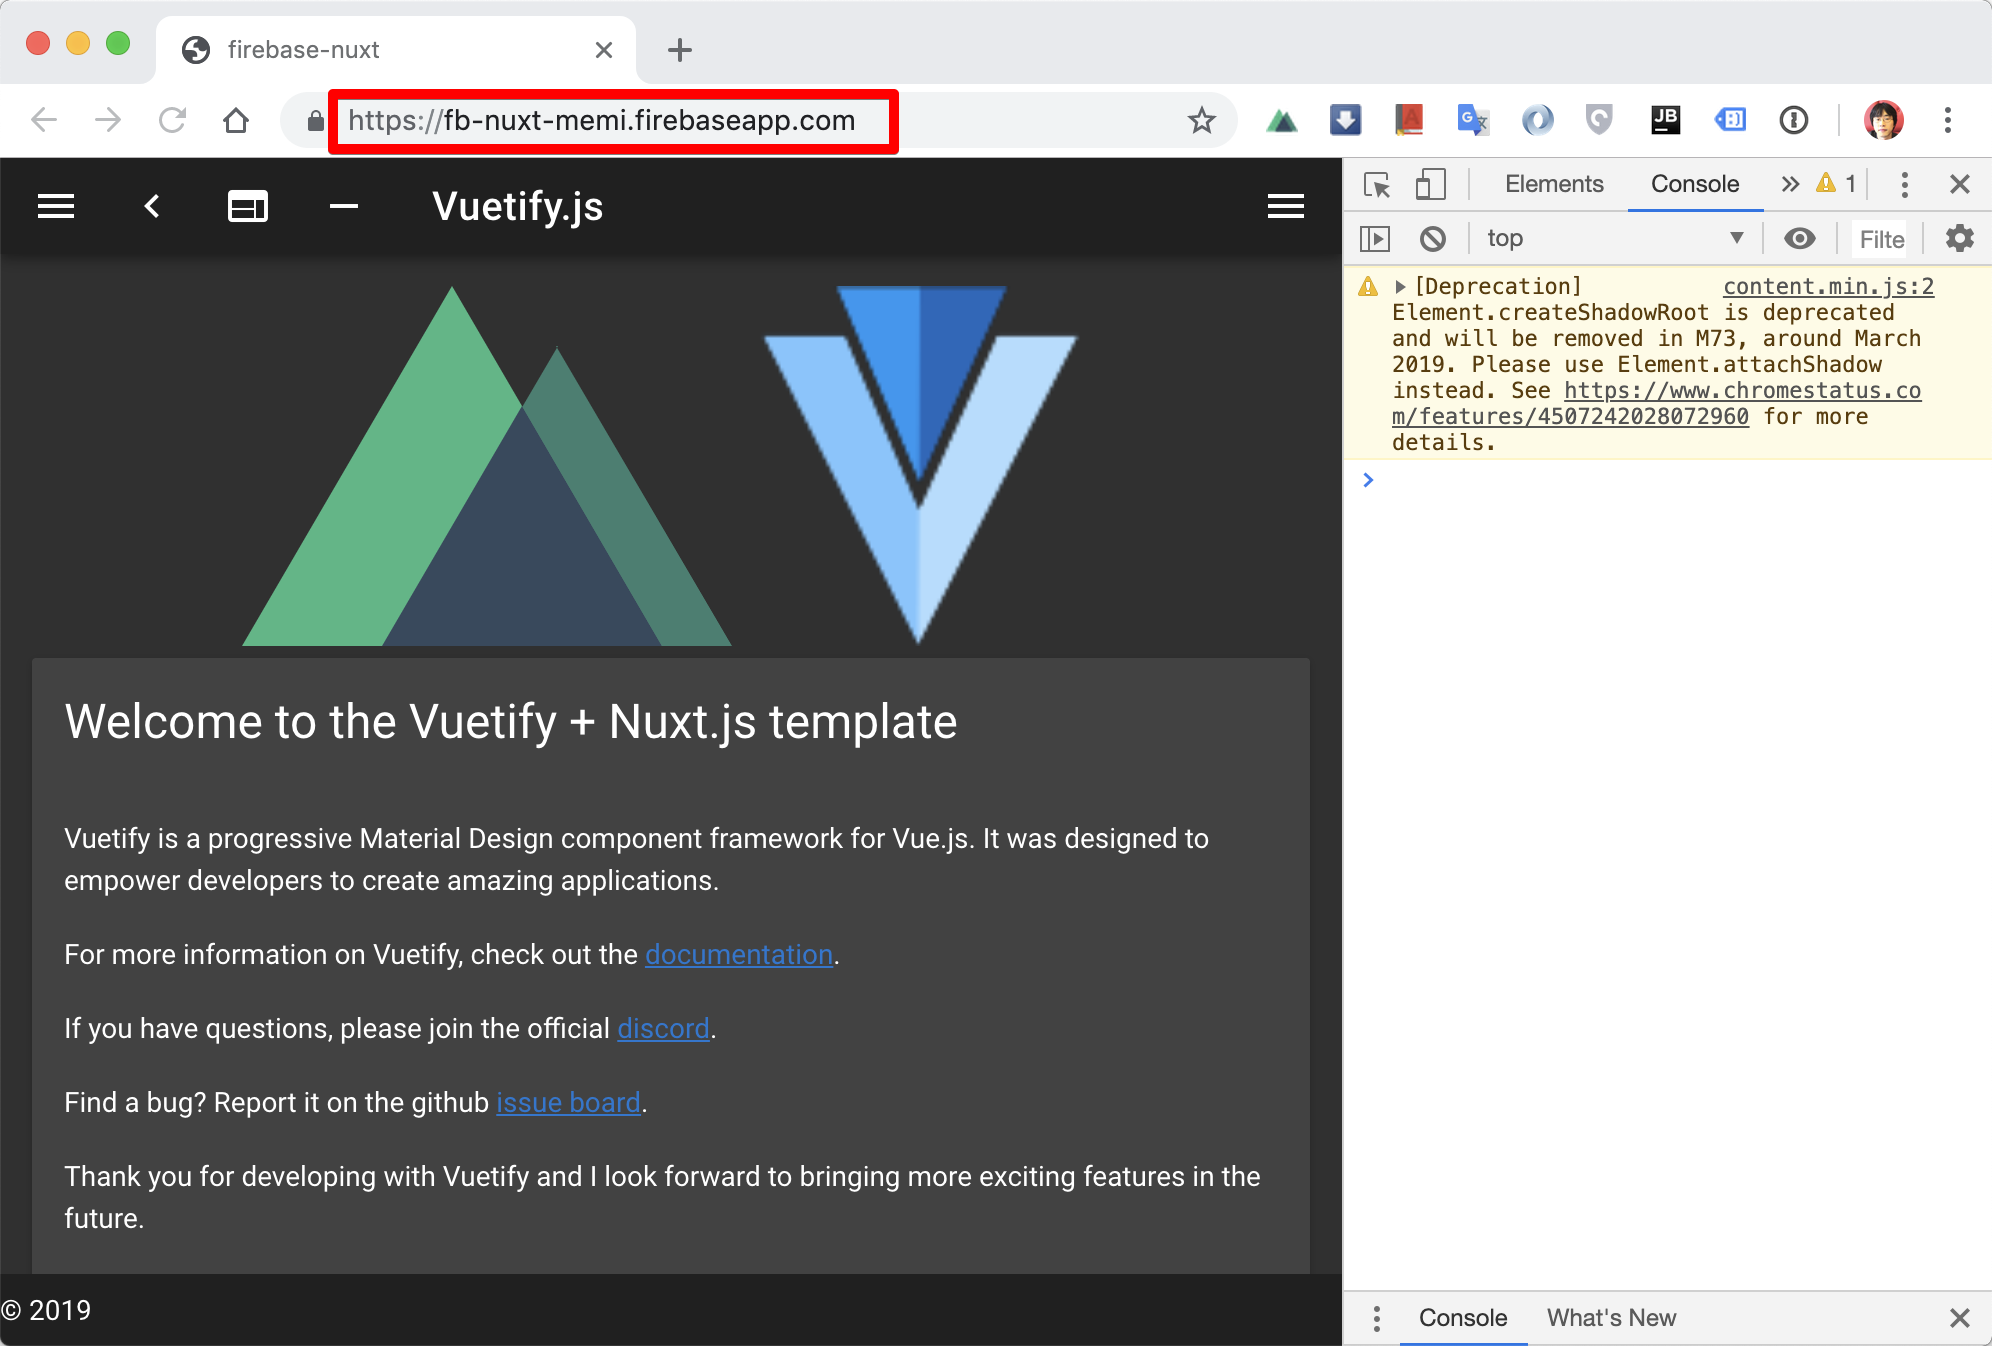 firebase-nuxt
https://fb-nuxt-memi.firebaseapp.com
JB
Vuetify.js
Welcome to the Vuetify + Nuxt.js template
Vuetify is a progressive Material Design component framework for Vue.js. It was designed to
empower developers to create amazing applications.
For more information on Vuetify, check out the documentation.
If you have questions, please join the official discord.
Find a bug? Report it on the github issue board.
Thank you for developing with Vuetify and I look forward to bringing more exciting features in the
future.
© 2019
Elements Console 1
top Filte
[Deprecation] content.min.js:2
Element.createShadowRoot is deprecated
and will be removed in M73, around March
2019. Please use Element.attachShadow
instead. See https://www.chromestatus.co
m/features/4507242028072960 for more
details.
Console What's New